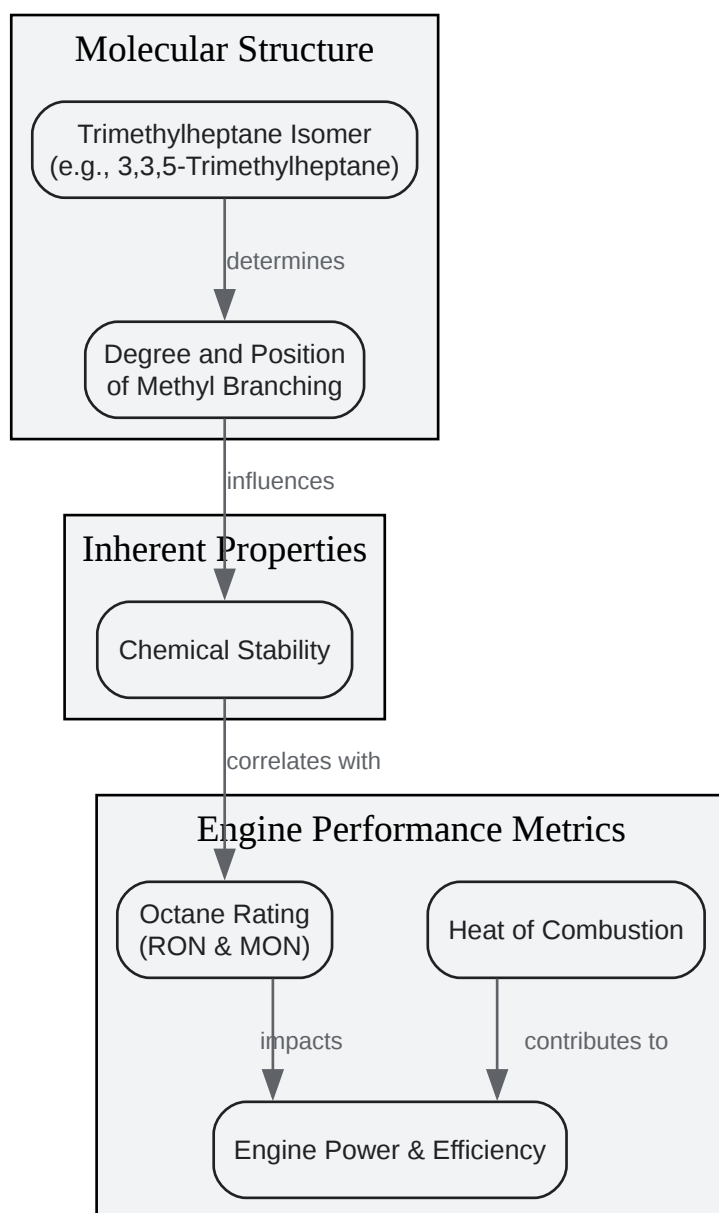 Molecular Structure
Trimethylheptane Isomer
(e.g., 3,3,5-Trimethylheptane)
determines
Degree and Position
of Methyl Branching
influences
Inherent Properties
Chemical Stability
correlates with
Engine Performance Metrics
Octane Rating
(RON & MON)
Heat of Combustion
impacts
contributes to
Engine Power & Efficiency